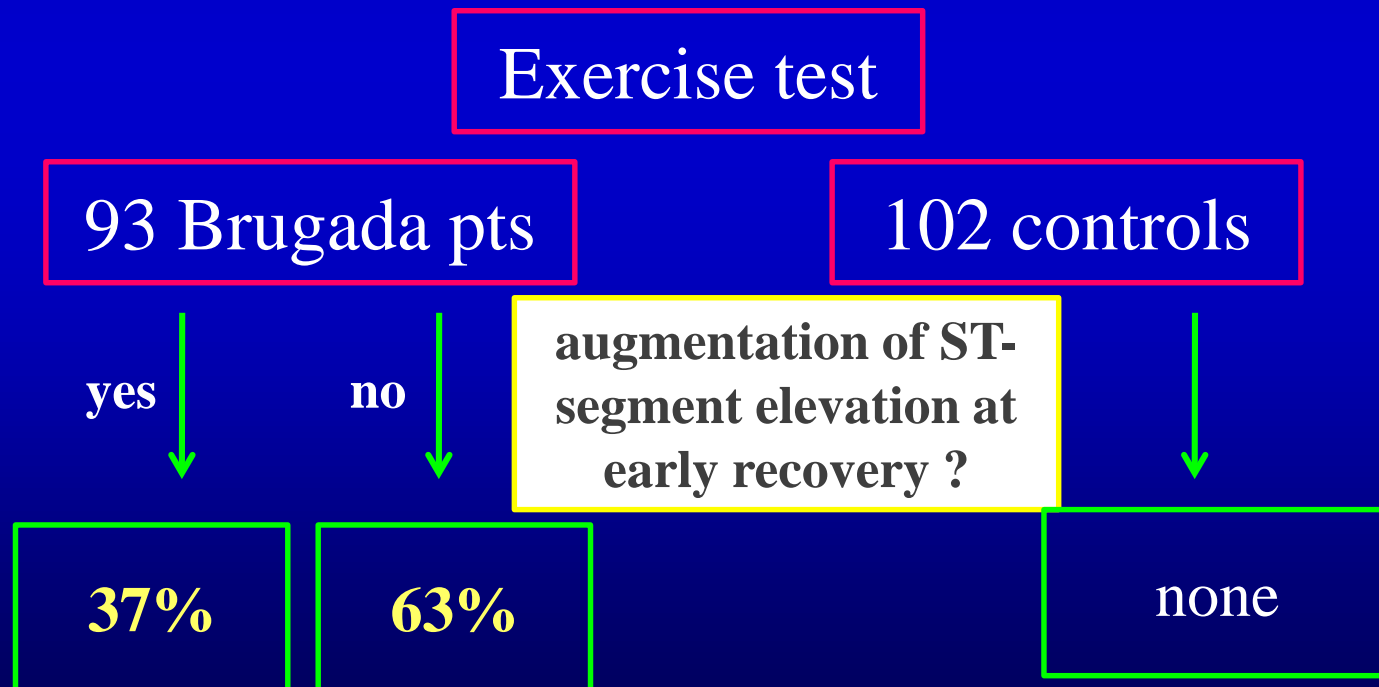 Exercise test
93 Brugada pts
102 controls
yes
no
augmentation of ST-
segment elevation at
early recovery ?
37%
63%
none